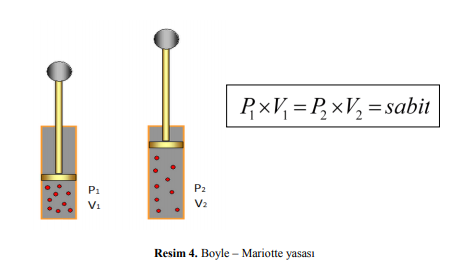 P₁×V₁ = P₂×V₂ = sabit
P₁
V₁
P₂
V₂
Resim 4. Boyle – Mariotte yasası